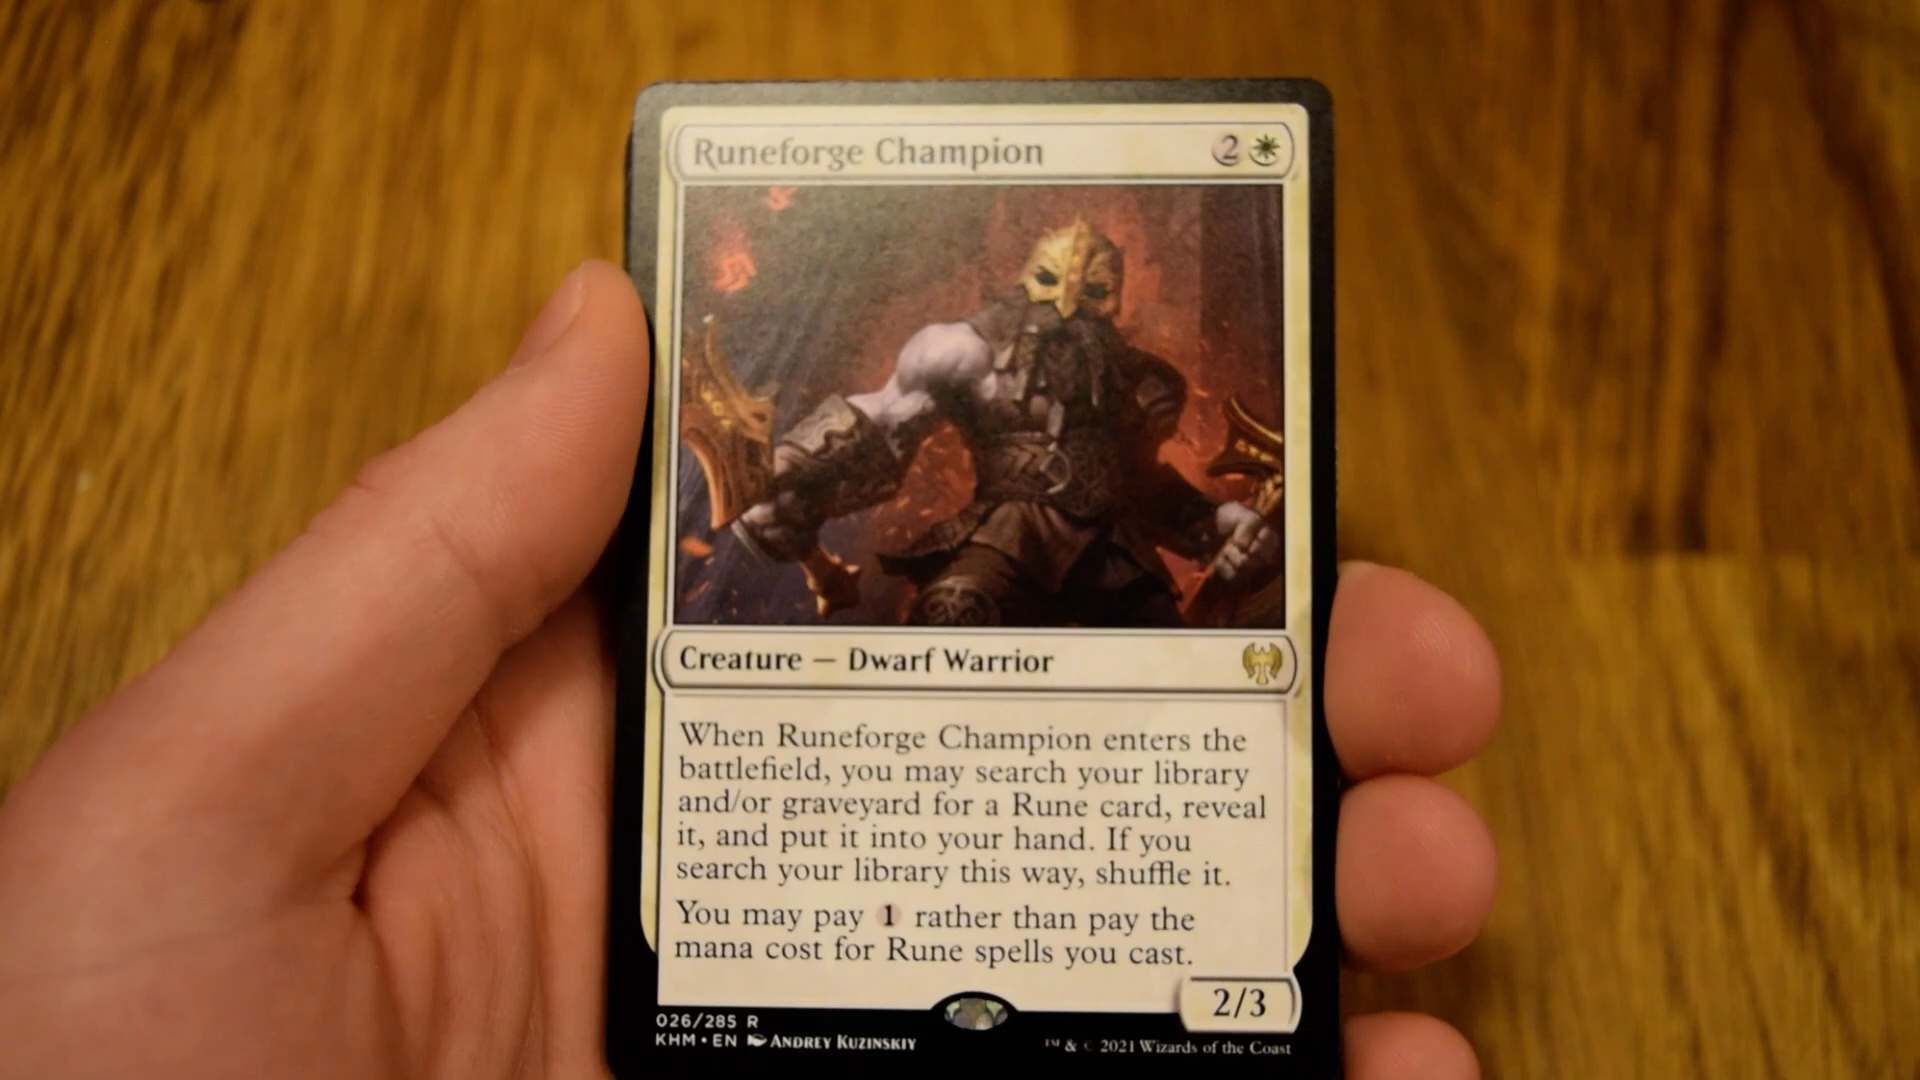 Runeforge Champion 2
Creature — Dwarf Warrior
When Runeforge Champion enters the
battlefield, you may search your library
and/or graveyard for a Rune card, reveal
it, and put it into your hand. If you
search your library this way, shuffle it.
You may pay 1 rather than pay the
mana cost for Rune spells you cast.
2/3
026/285 R
KHM • EN ANDREY KUZINSKIY
™ & © 2021 Wizards of the Coast